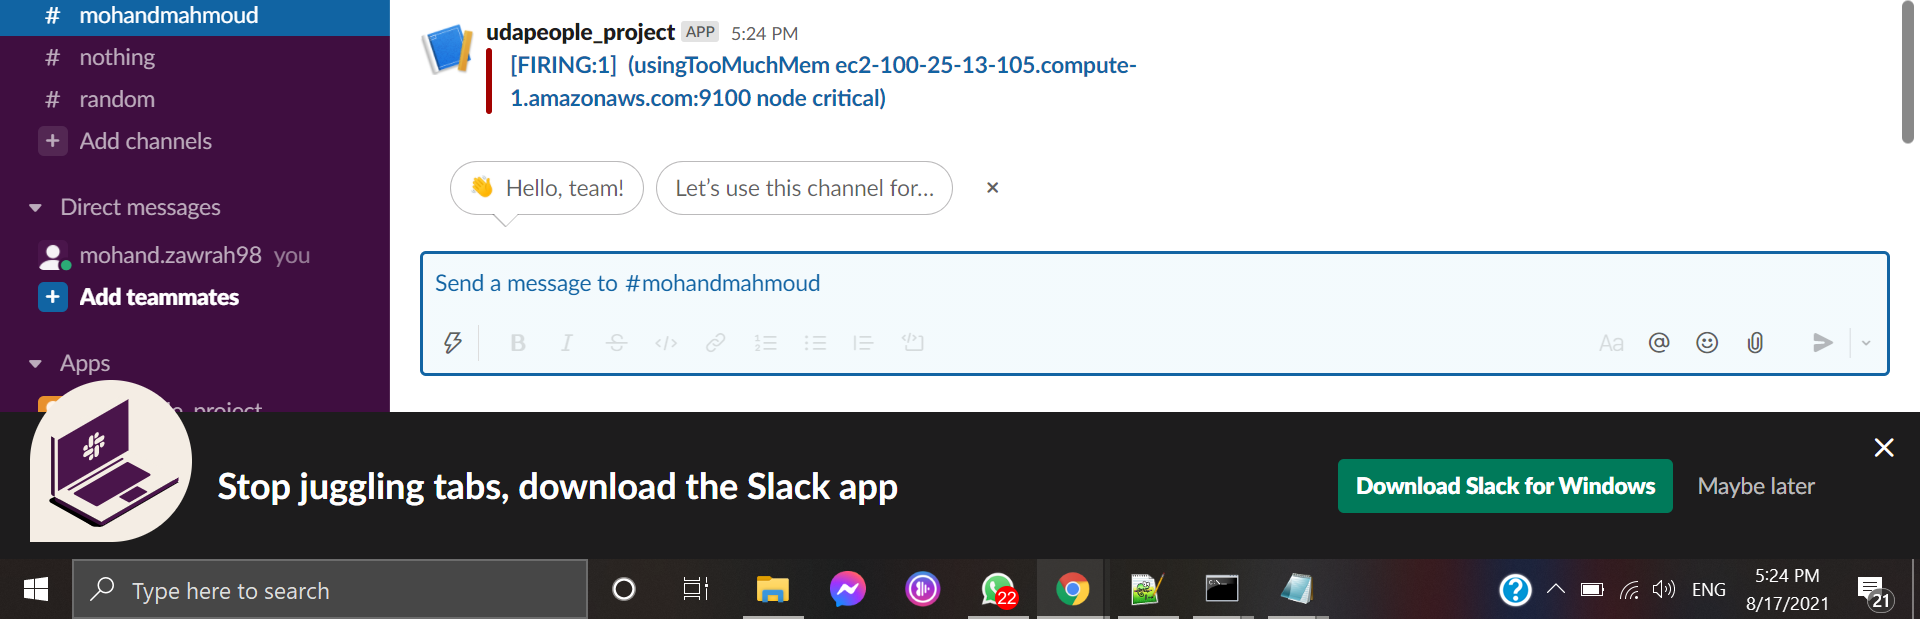 # mohandmahmoud
# nothing
# random
+ Add channels
Direct messages
mohand.zawrah98 you
+ Add teammates
Apps
project
udapeople_project APP 5:24 PM
[FIRING:1] (usingTooMuchMem ec2-100-25-13-105.compute-
1.amazonaws.com:9100 node critical)
👋 Hello, team!
Let's use this channel for...
Send a message to #mohandmahmoud
B I S </> Aa @
Stop juggling tabs, download the Slack app
Download Slack for Windows
Maybe later
Type here to search
22
ENG
5:24 PM
8/17/2021
21